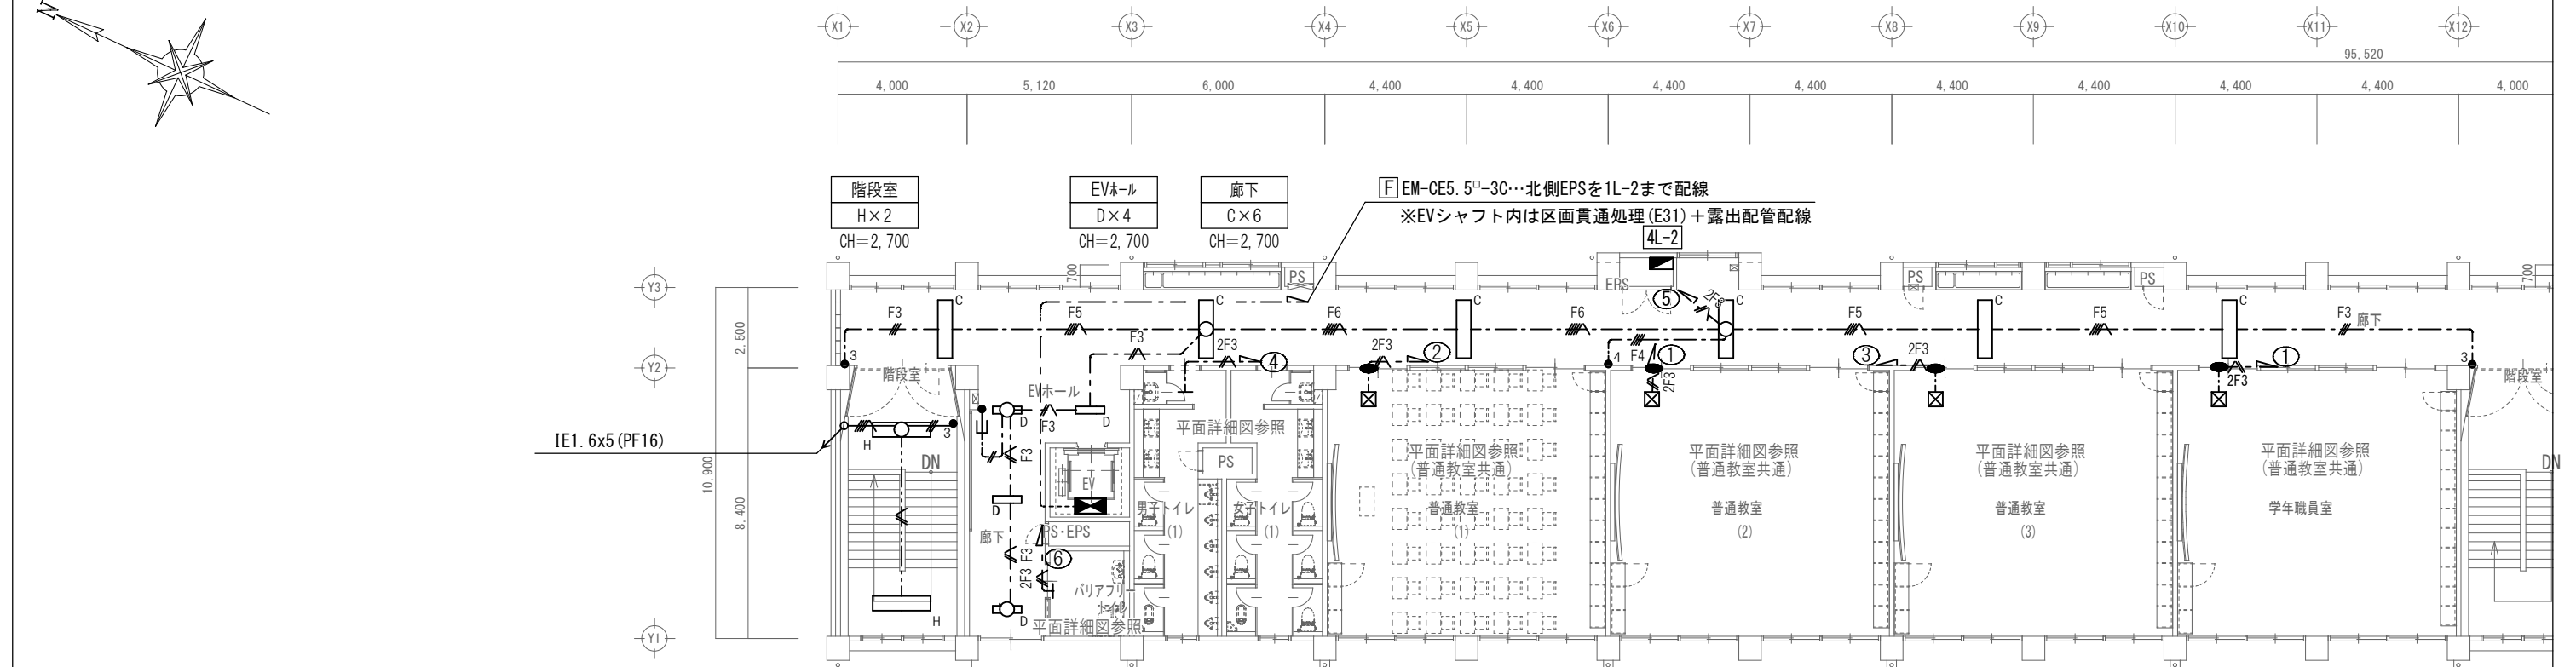 N
X1 X2 X3 X4 X5 X6 X7 X8 X9 X10 X11 X12
95,520
4,000 5,120 6,000 4,400 4,400 4,400 4,400 4,400 4,400 4,400 4,400 4,000
階段室 EVホール 廊下
H×2 D×4 C×6
CH=2,700 CH=2,700 CH=2,700
F EM-CE5.5□-3C…北側EPSを1L-2まで配線
※EVシャフト内は区画貫通処理(E31)+露出配管配線
4L-2
700 PS EPS PS PS 700
Y3
⑤ 2F3
C C C C C C
F3 F5 F6 F6 F5 F5 F3 廊下
2,500
F3 2F3 ④ 2F3 ② F4 ① ③ 2F3 ①
3 4 3
Y2
2F3 2F3
階段室 EVホール 階段室
D F3 D
3
H
IE1.6x5(PF16)
平面詳細図参照
平面詳細図参照 平面詳細図参照 平面詳細図参照 平面詳細図参照
(普通教室共通) (普通教室共通) (普通教室共通) (普通教室共通)
DN F3 PS DN
10,900
8,400
EV
D
男子トイレ 女子トイレ 普通教室 普通教室 普通教室 学年職員室
(1) (1) (1) (2) (3)
廊下 PS・EPS
F3 ⑥
2F3
バリアフリー
トイレ
H D 平面詳細図参照
Y1